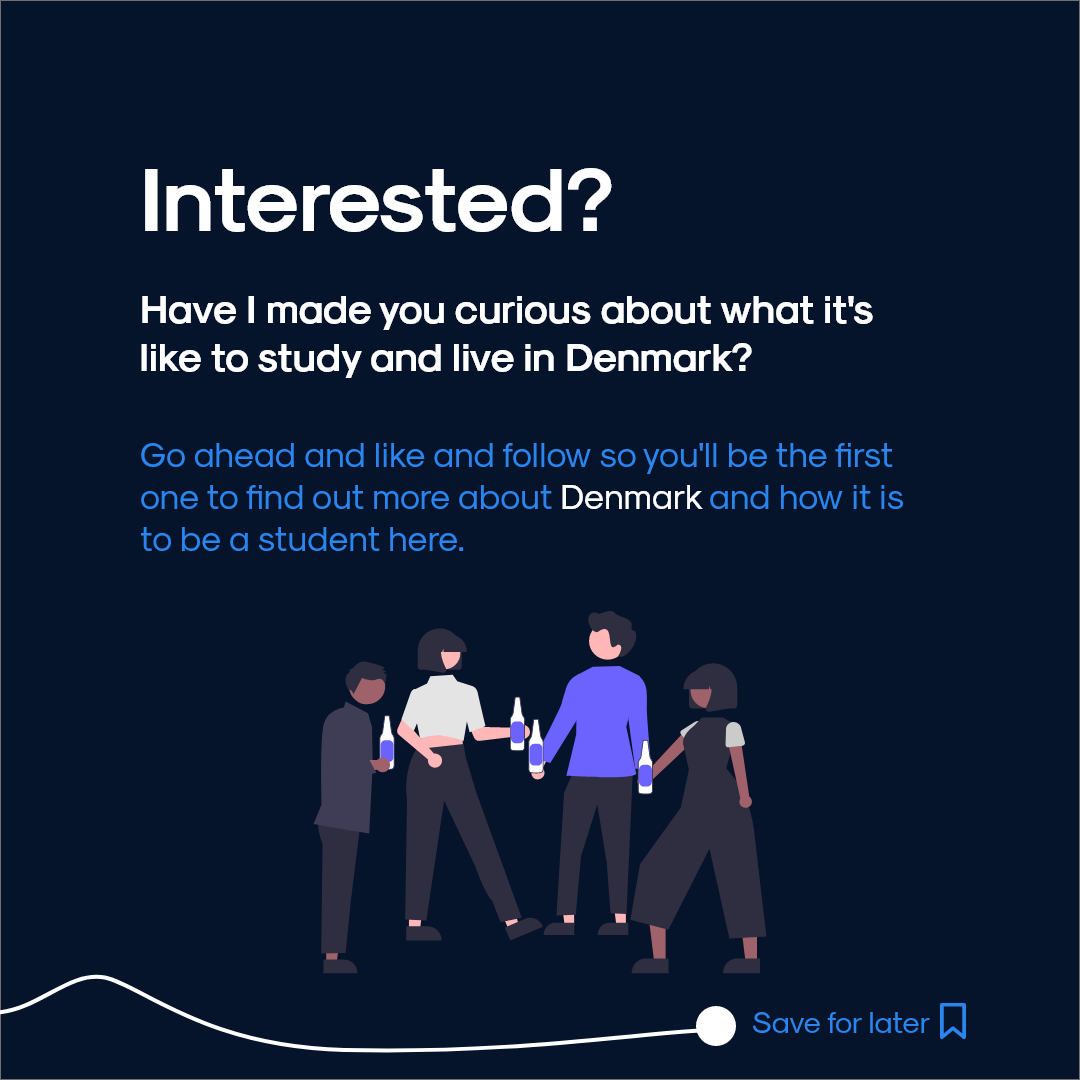 Interested?
Have I made you curious about what it's
like to study and live in Denmark?
Go ahead and like and follow so you'll be the first
one to find out more about Denmark and how it is
to be a student here.
Save for later